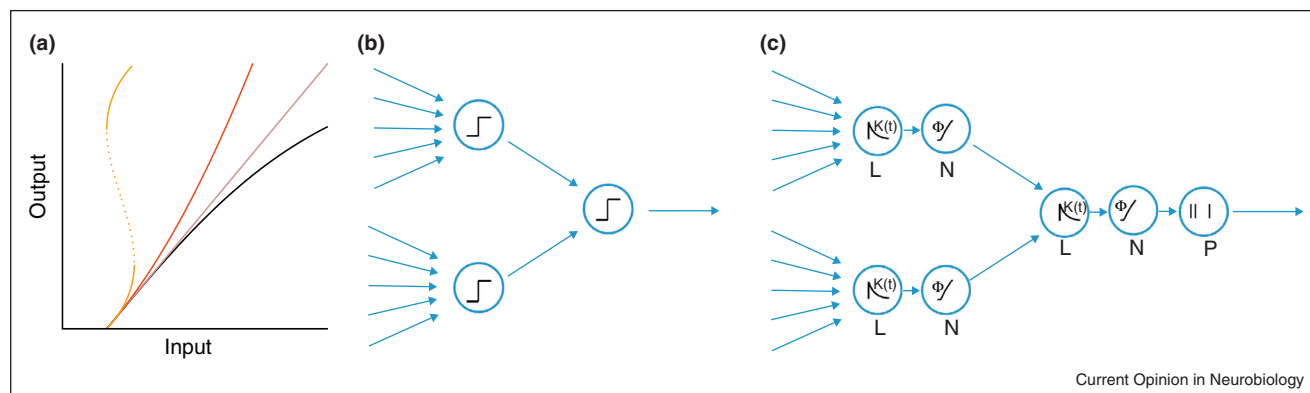 (a)
Output
Input
(b)
(c)
K(t)
Φ
L
N
K(t)
Φ
L
N
K(t)
Φ
L
N
P
Current Opinion in Neurobiology